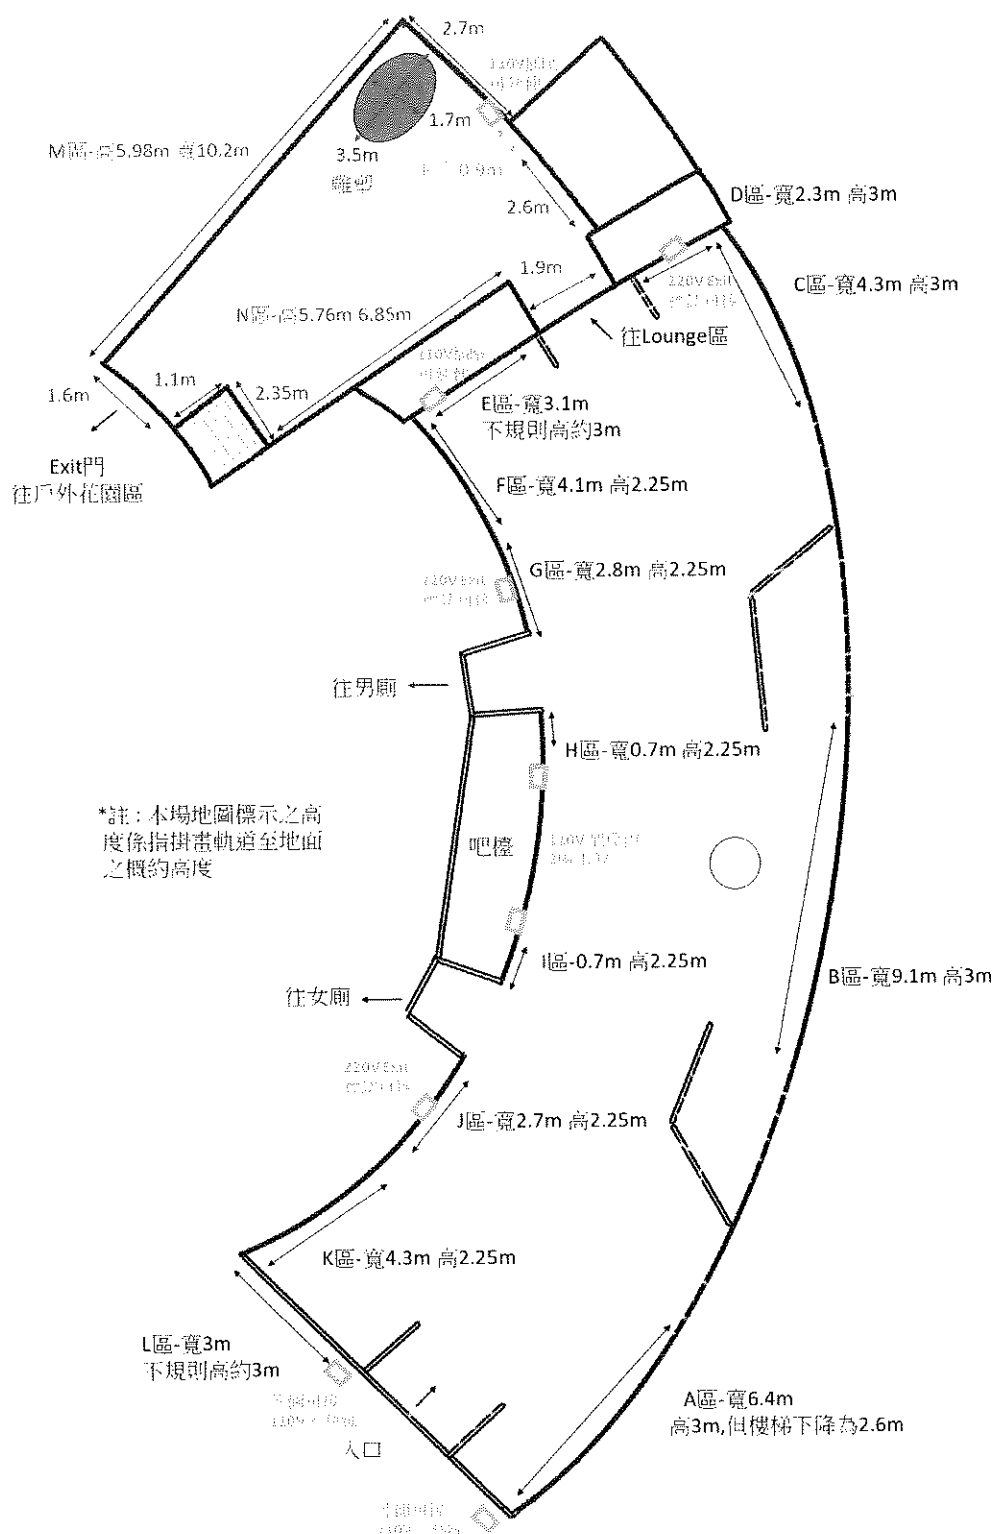 2.7m
1.7m
M區-高5.98m 寬10.2m
3.5m
雕塑
0.9m
2.6m
D區-寬2.3m 高3m
1.9m
220V Exit
C區-寬4.3m 高3m
N區-高5.76m 6.85m
往Lounge區
1.1m
2.35m
1.6m
E區-寬3.1m
不規則高約3m
Exit門
往戶外花園區
F區-寬4.1m 高2.25m
G區-寬2.8m 高2.25m
220V Exit
往男廁
H區-寬0.7m 高2.25m
*註：本場地圖標示之高
度係指掛畫軌道至地面
之概約高度
吧檯
I區-0.7m 高2.25m
往女廁
B區-寬9.1m 高3m
220V Exit
J區-寬2.7m 高2.25m
K區-寬4.3m 高2.25m
L區-寬3m
不規則高約3m
A區-寬6.4m
高3m,但樓梯下降為2.6m
入口